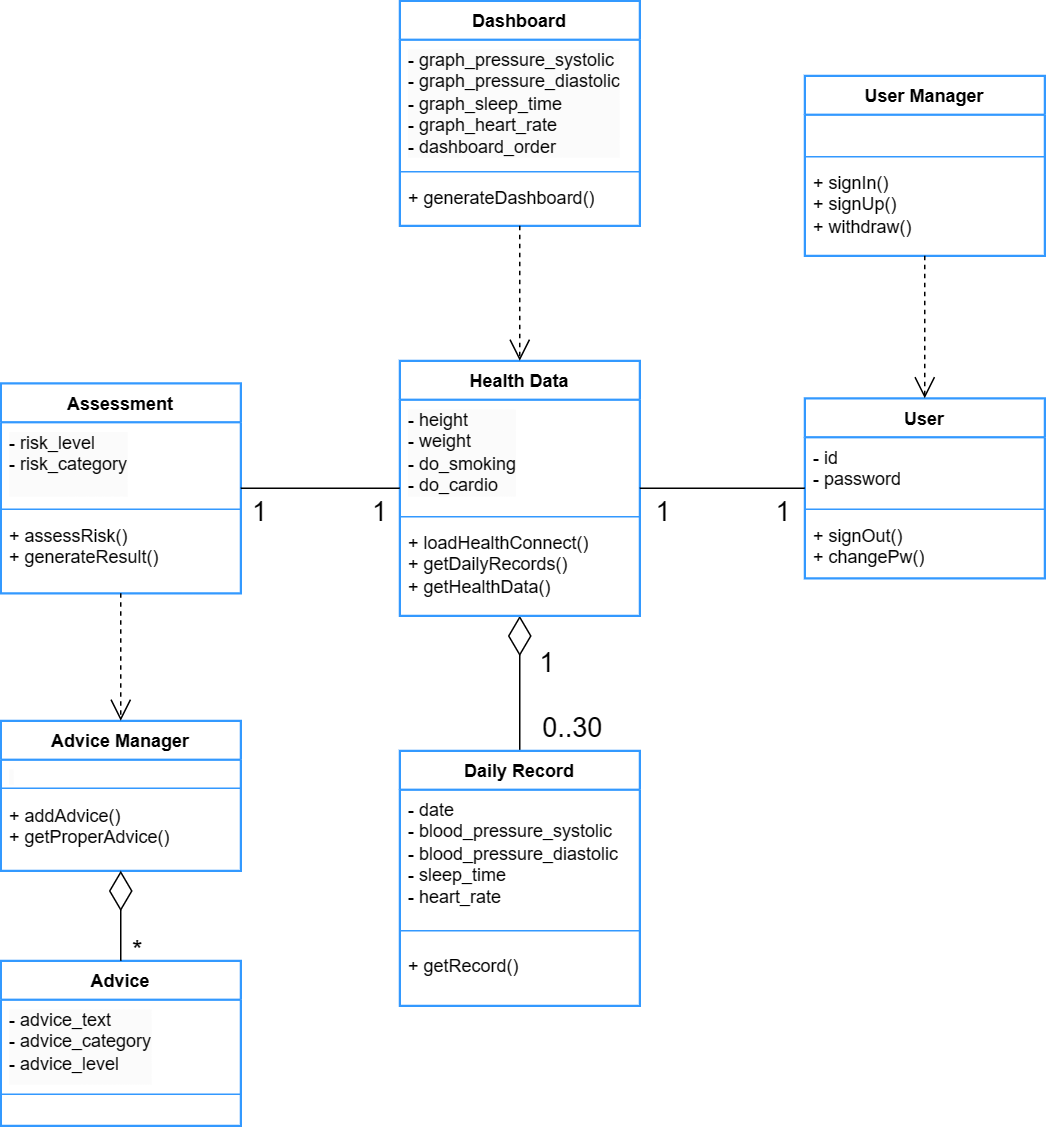 Dashboard
- graph_pressure_systolic
- graph_pressure_diastolic
- graph_sleep_time
- graph_heart_rate
- dashboard_order
+ generateDashboard()
User Manager
+ signIn()
+ signUp()
+ withdraw()
Assessment
- risk_level
- risk_category
+ assessRisk()
+ generateResult()
1
1
Health Data
- height
- weight
- do_smoking
- do_cardio
+ loadHealthConnect()
+ getDailyRecords()
+ getHealthData()
1
1
User
- id
- password
+ signOut()
+ changePw()
1
0..30
Advice Manager
+ addAdvice()
+ getProperAdvice()
*
Daily Record
- date
- blood_pressure_systolic
- blood_pressure_diastolic
- sleep_time
- heart_rate
+ getRecord()
Advice
- advice_text
- advice_category
- advice_level